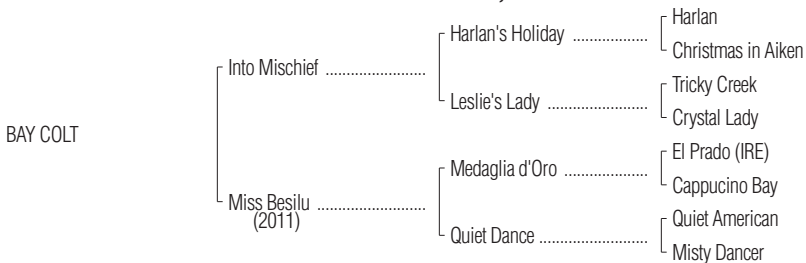 Harlan
Harlan's Holiday ..................
Christmas in Aiken
Into Mischief ........................
Tricky Creek
Leslie's Lady ........................
Crystal Lady
BAY COLT
El Prado (IRE)
Medaglia d'Oro ....................
Cappucino Bay
Miss Besilu ..........................
(2011)
Quiet American
Quiet Dance ..........................
Misty Dancer